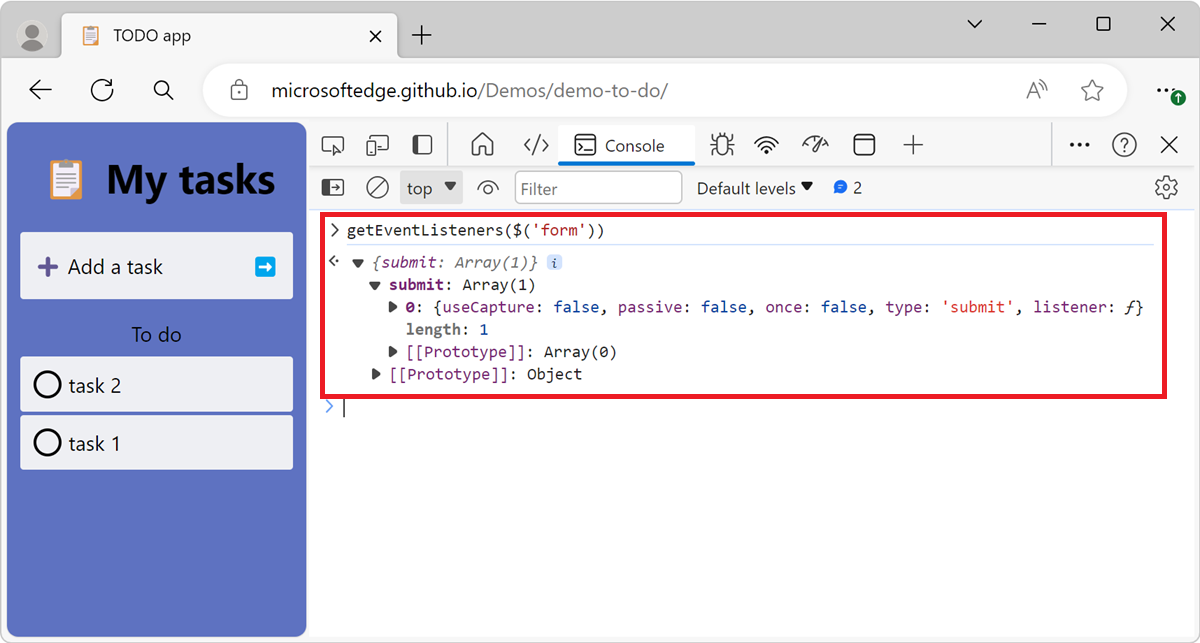 TODO app
microsoftedge.github.io/Demos/demo-to-do/
My tasks
Add a task
To do
task 2
task 1
Console
top
Filter
Default levels
2
getEventListeners($('form'))
{submit: Array(1)}
submit: Array(1)
0: {useCapture: false, passive: false, once: false, type: 'submit', listener: ƒ}
length: 1
[[Prototype]]: Array(0)
[[Prototype]]: Object